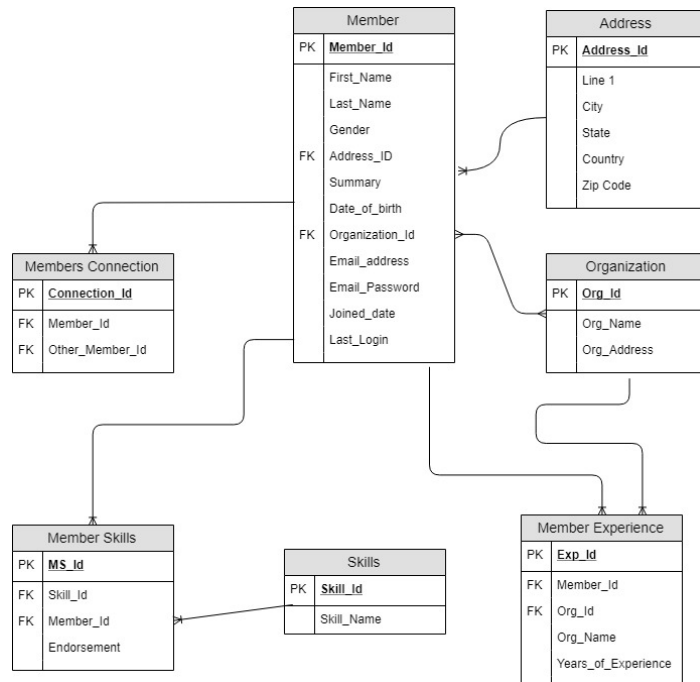 Member
PK Member_Id
First_Name
Last_Name
Gender
FK Address_ID
Summary
Date_of_birth
FK Organization_Id
Email_address
Email_Password
Joined_date
Last_Login
Address
PK Address_Id
Line 1
City
State
Country
Zip Code
Members Connection
PK Connection_Id
FK Member_Id
FK Other_Member_Id
Organization
PK Org_Id
Org_Name
Org_Address
Member Skills
PK MS_Id
FK Skill_Id
FK Member_Id
Endorsement
Skills
PK Skill_Id
Skill_Name
Member Experience
PK Exp_Id
FK Member_Id
FK Org_Id
Org_Name
Years_of_Experience